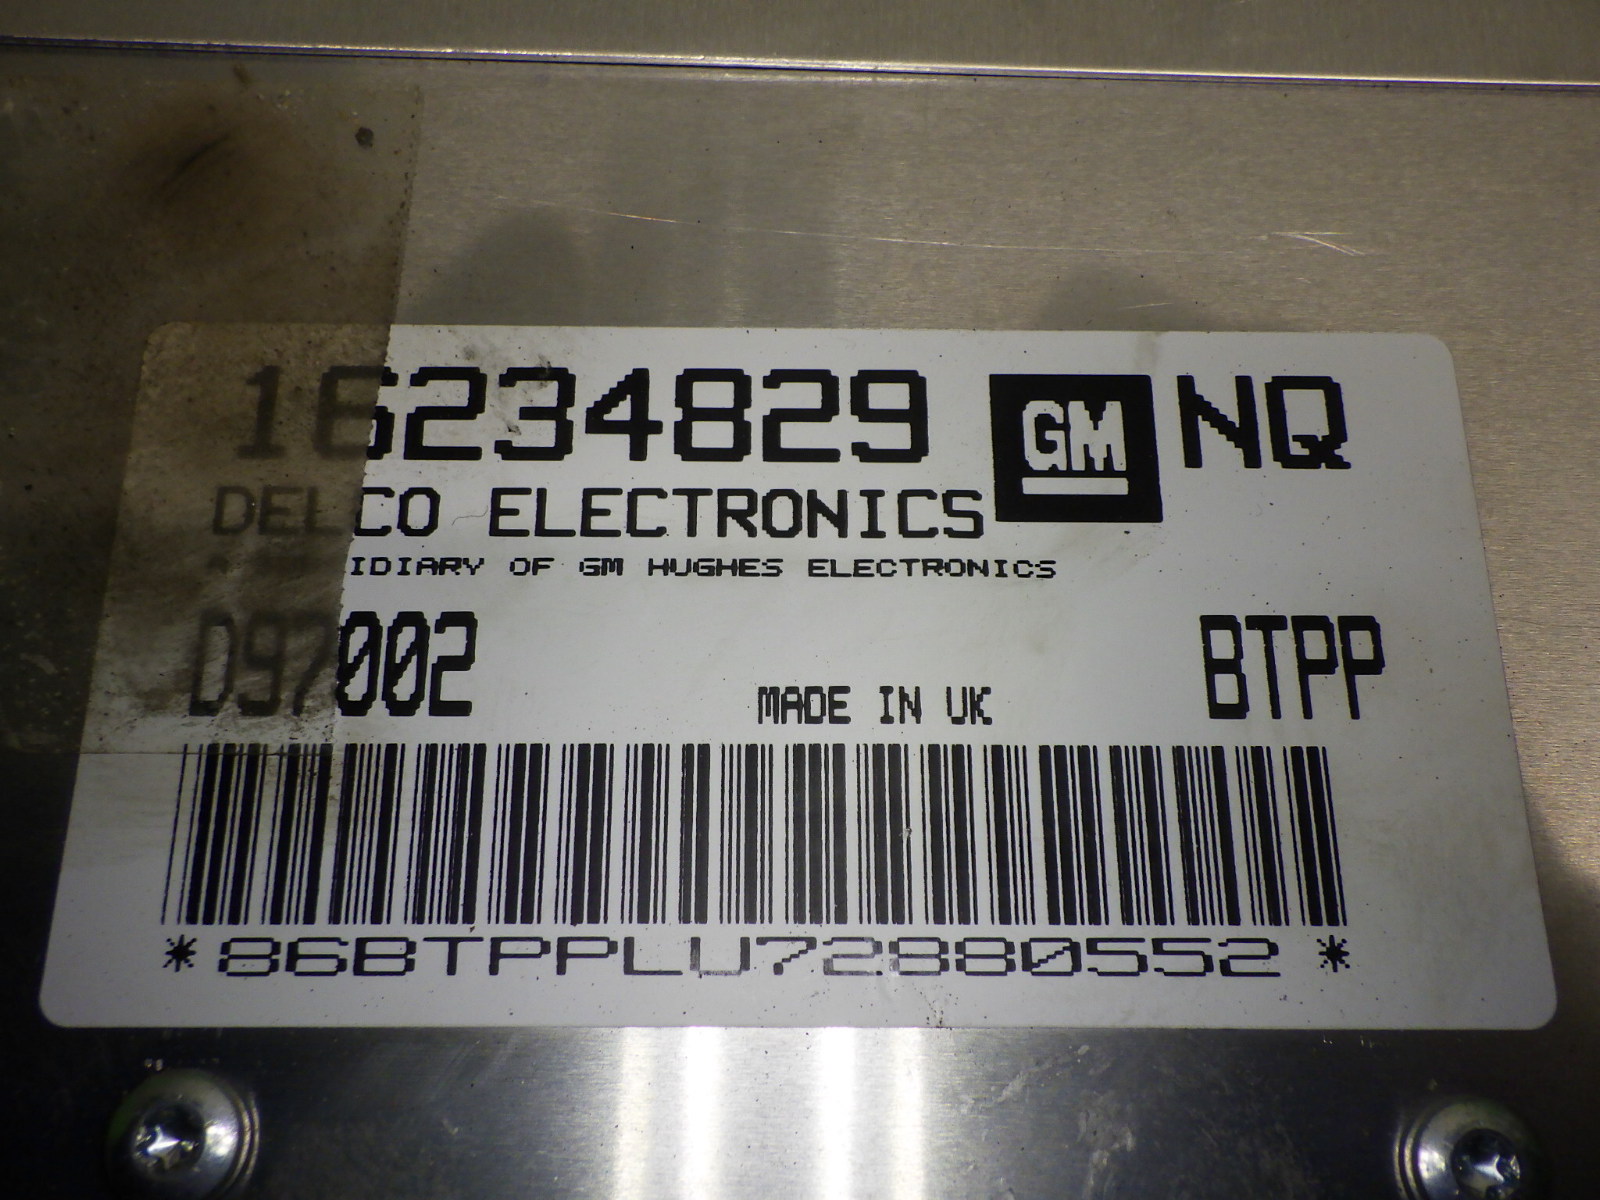 16234829 GM NQ
DELCO ELECTRONICS
IDIARY OF GM HUGHES ELECTRONICS
D97002 BTPP
MADE IN UK
*86BTPPLU72880552*